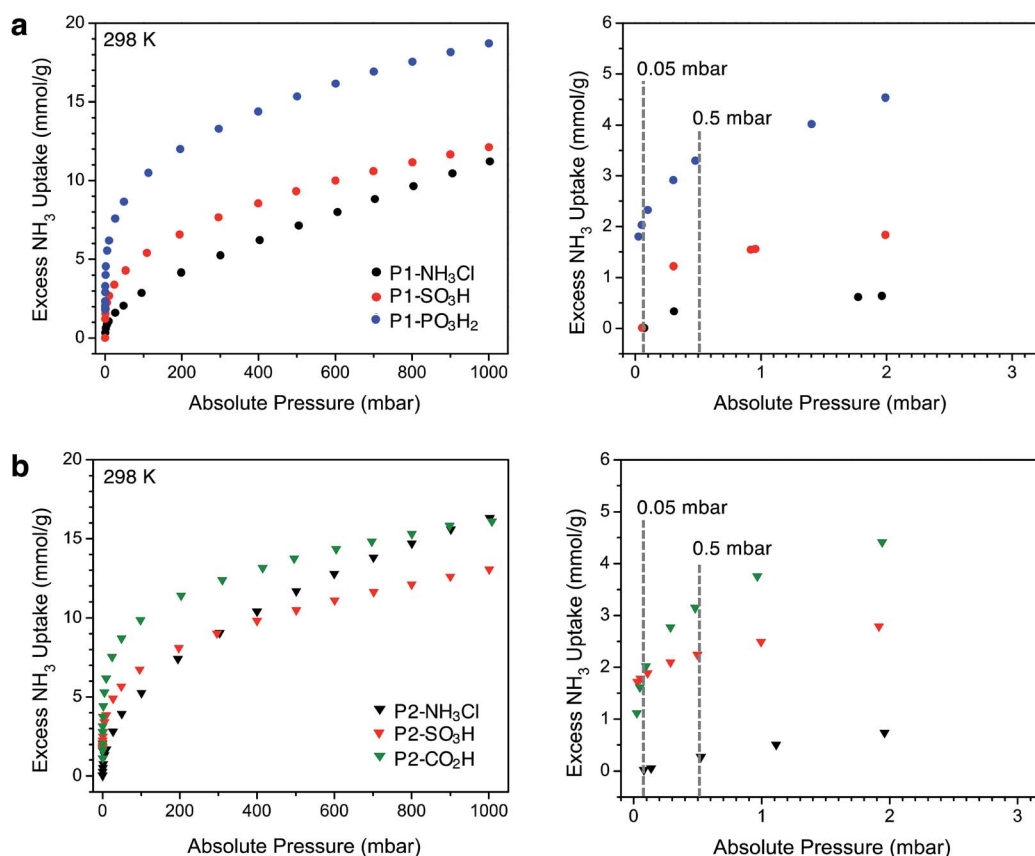 a
298 K
20
15
10
5
0
Excess NH₃ Uptake (mmol/g)
P1-NH₃Cl
P1-SO₃H
P1-PO₃H₂
0 200 400 600 800 1000
Absolute Pressure (mbar)
6
5
4
3
2
1
0
Excess NH₃ Uptake (mmol/g)
0.05 mbar
0.5 mbar
0 1 2 3
Absolute Pressure (mbar)
b
298 K
20
15
10
5
0
Excess NH₃ Uptake (mmol/g)
P2-NH₃Cl
P2-SO₃H
P2-CO₂H
0 200 400 600 800 1000
Absolute Pressure (mbar)
6
5
4
3
2
1
0
Excess NH₃ Uptake (mmol/g)
0.05 mbar
0.5 mbar
0 1 2 3
Absolute Pressure (mbar)